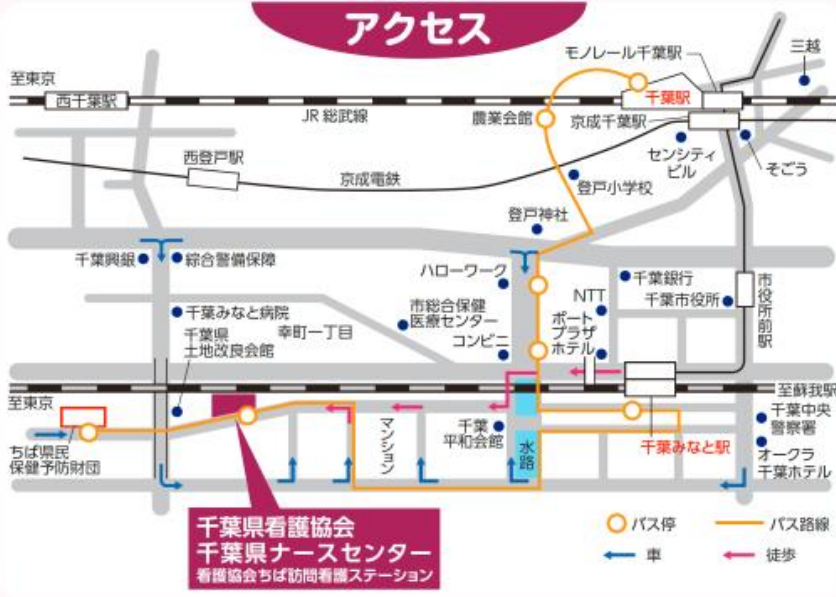 アクセス
モノレール千葉駅
三越
至東京
西千葉駅
JR 総武線
農業会館
千葉駅
京成千葉駅
西登戸駅
京成電鉄
センシティ
ビル
そごう
登戸小学校
登戸神社
千葉興銀
綜合警備保障
ハローワーク
千葉銀行
千葉市役所
市役所前駅
NTT
千葉みなと病院
市総合保健
医療センター
ポート
プラザ
ホテル
幸町一丁目
千葉県
土地改良会館
コンビニ
至東京
至蘇我駅
千葉中央
警察署
千葉
平和会館
水路
マンション
千葉みなと駅
オークラ
千葉ホテル
ちば県民
保健予防財団
千葉県看護協会
千葉県ナースセンター
看護協会ちば訪問看護ステーション
バス停
バス路線
車
徒歩